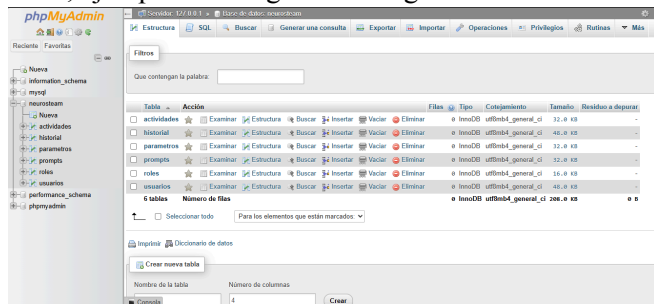 phpMyAdmin
Reciente Favoritas
Nueva
information_schema
mysql
neurosteam
Nueva
actividades
historial
parametros
prompts
roles
usuarios
performance_schema
phpmyadmin
Servidor: 127.0.0.1 » Base de datos: neurosteam
Estructura SQL Buscar Generar una consulta Exportar Importar Operaciones Privilegios Rutinas Más
Filtros
Que contengan la palabra:
Tabla Acción Filas Tipo Cotejamiento Tamaño Residuo a depurar
actividades Examinar Estructura Buscar Insertar Vaciar Eliminar 0 InnoDB utf8mb4_general_ci 32.0 KB -
historial Examinar Estructura Buscar Insertar Vaciar Eliminar 0 InnoDB utf8mb4_general_ci 48.0 KB -
parametros Examinar Estructura Buscar Insertar Vaciar Eliminar 0 InnoDB utf8mb4_general_ci 32.0 KB -
prompts Examinar Estructura Buscar Insertar Vaciar Eliminar 0 InnoDB utf8mb4_general_ci 32.0 KB -
roles Examinar Estructura Buscar Insertar Vaciar Eliminar 0 InnoDB utf8mb4_general_ci 16.0 KB -
usuarios Examinar Estructura Buscar Insertar Vaciar Eliminar 0 InnoDB utf8mb4_general_ci 48.0 KB -
6 tablas Número de filas 0 InnoDB utf8mb4_general_ci 208.0 KB 0 B
Seleccionar todo Para los elementos que están marcados:
Imprimir Diccionario de datos
Crear nueva tabla
Nombre de la tabla Número de columnas
4 Crear
Consola